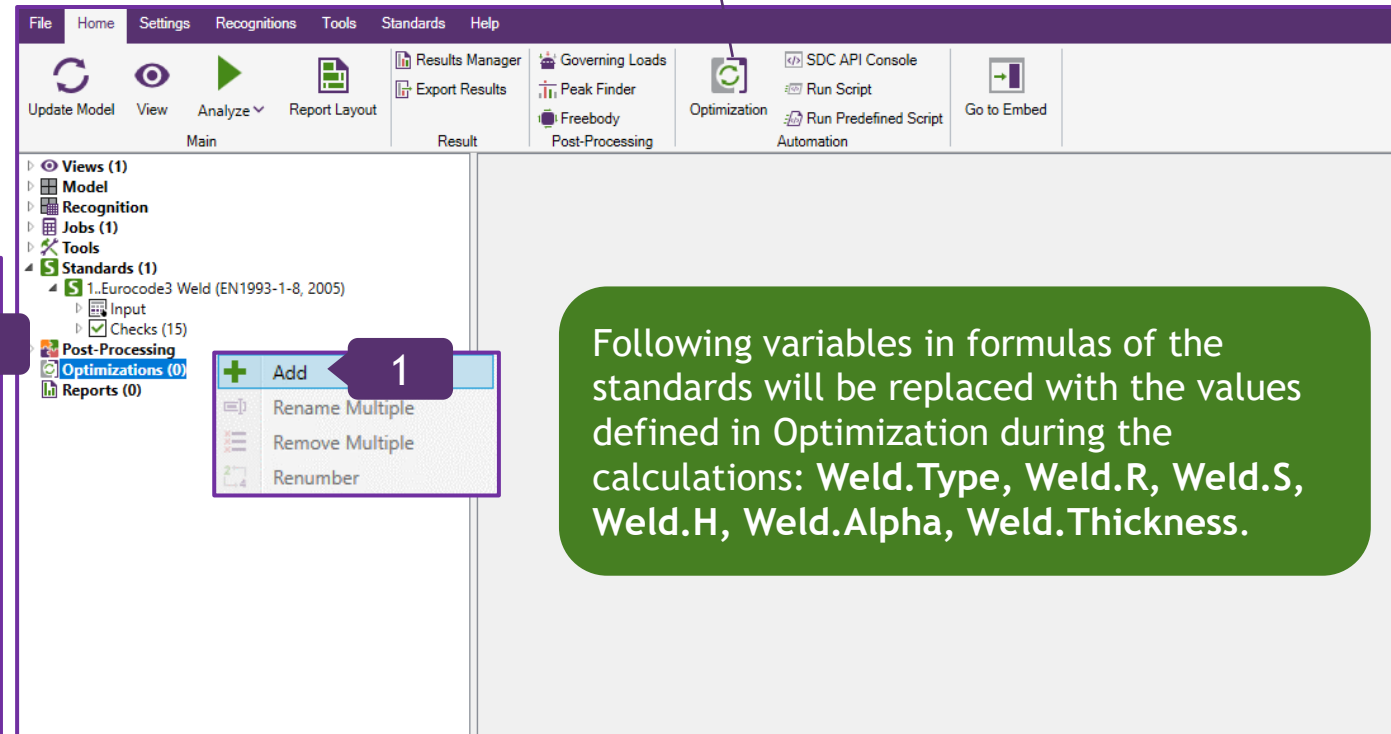 File Home Settings Recognitions Tools Standards Help
Update Model View Analyze Report Layout
Main
Results Manager
Export Results
Result
Governing Loads
Peak Finder
Freebody
Post-Processing
Optimization
SDC API Console
Run Script
Run Predefined Script
Automation
Go to Embed
Views (1)
Model
Recognition
Jobs (1)
Tools
Standards (1)
1..Eurocode3 Weld (EN1993-1-8, 2005)
Input
Checks (15)
Post-Processing
Optimizations (0)
Reports (0)
Add
1
Rename Multiple
Remove Multiple
Renumber
Following variables in formulas of the
standards will be replaced with the values
defined in Optimization during the
calculations: Weld.Type, Weld.R, Weld.S,
Weld.H, Weld.Alpha, Weld.Thickness.